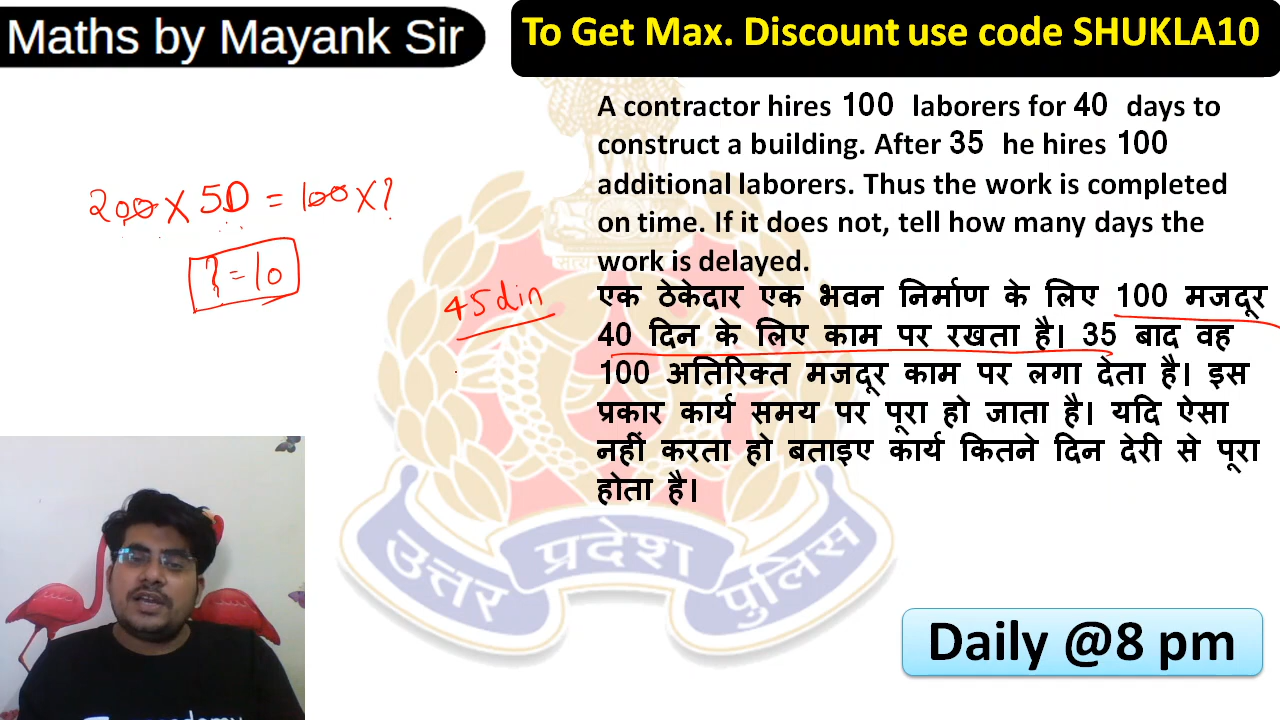 Maths by Mayank Sir
To Get Max. Discount use code SHUKLA10
A contractor hires 100 laborers for 40 days to
construct a building. After 35 he hires 100
additional laborers. Thus the work is completed
on time. If it does not, tell how many days the
work is delayed.
एक ठेकेदार एक भवन निर्माण के लिए 100 मजदूर
40 दिन के लिए काम पर रखता है। 35 बाद वह
100 अतिरिक्त मजदूर काम पर लगा देता है। इस
प्रकार कार्य समय पर पूरा हो जाता है। यदि ऐसा
नहीं करता हो बताइए कार्य कितने दिन देरी से पूरा
होता है।
200 × 5D = 100 × ?
? = 10
45 din
उत्तर प्रदेश पुलिस
Daily @8 pm